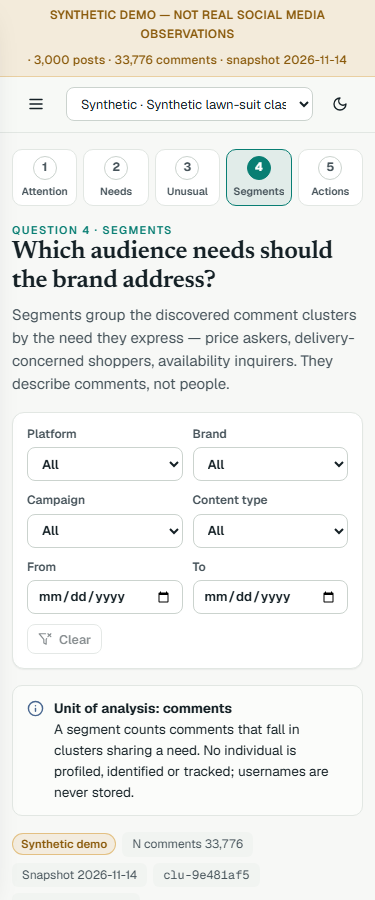 SYNTHETIC DEMO — NOT REAL SOCIAL MEDIA
OBSERVATIONS
· 3,000 posts · 33,776 comments · snapshot 2026-11-14
Synthetic · Synthetic lawn-suit clas
1
2
3
4
5
Attention
Needs
Unusual
Segments
Actions
QUESTION 4 · SEGMENTS
Which audience needs should
the brand address?
Segments group the discovered comment clusters
by the need they express — price askers, delivery-
concerned shoppers, availability inquirers. They
describe comments, not people.
Platform
Brand
All
All
Campaign
Content type
All
All
From
To
mm/dd/yyyy
mm/dd/yyyy
Clear
Unit of analysis: comments
A segment counts comments that fall in
clusters sharing a need. No individual is
profiled, identified or tracked; usernames are
never stored.
Synthetic demo
N comments 33,776
Snapshot 2026-11-14
clu-9e481af5